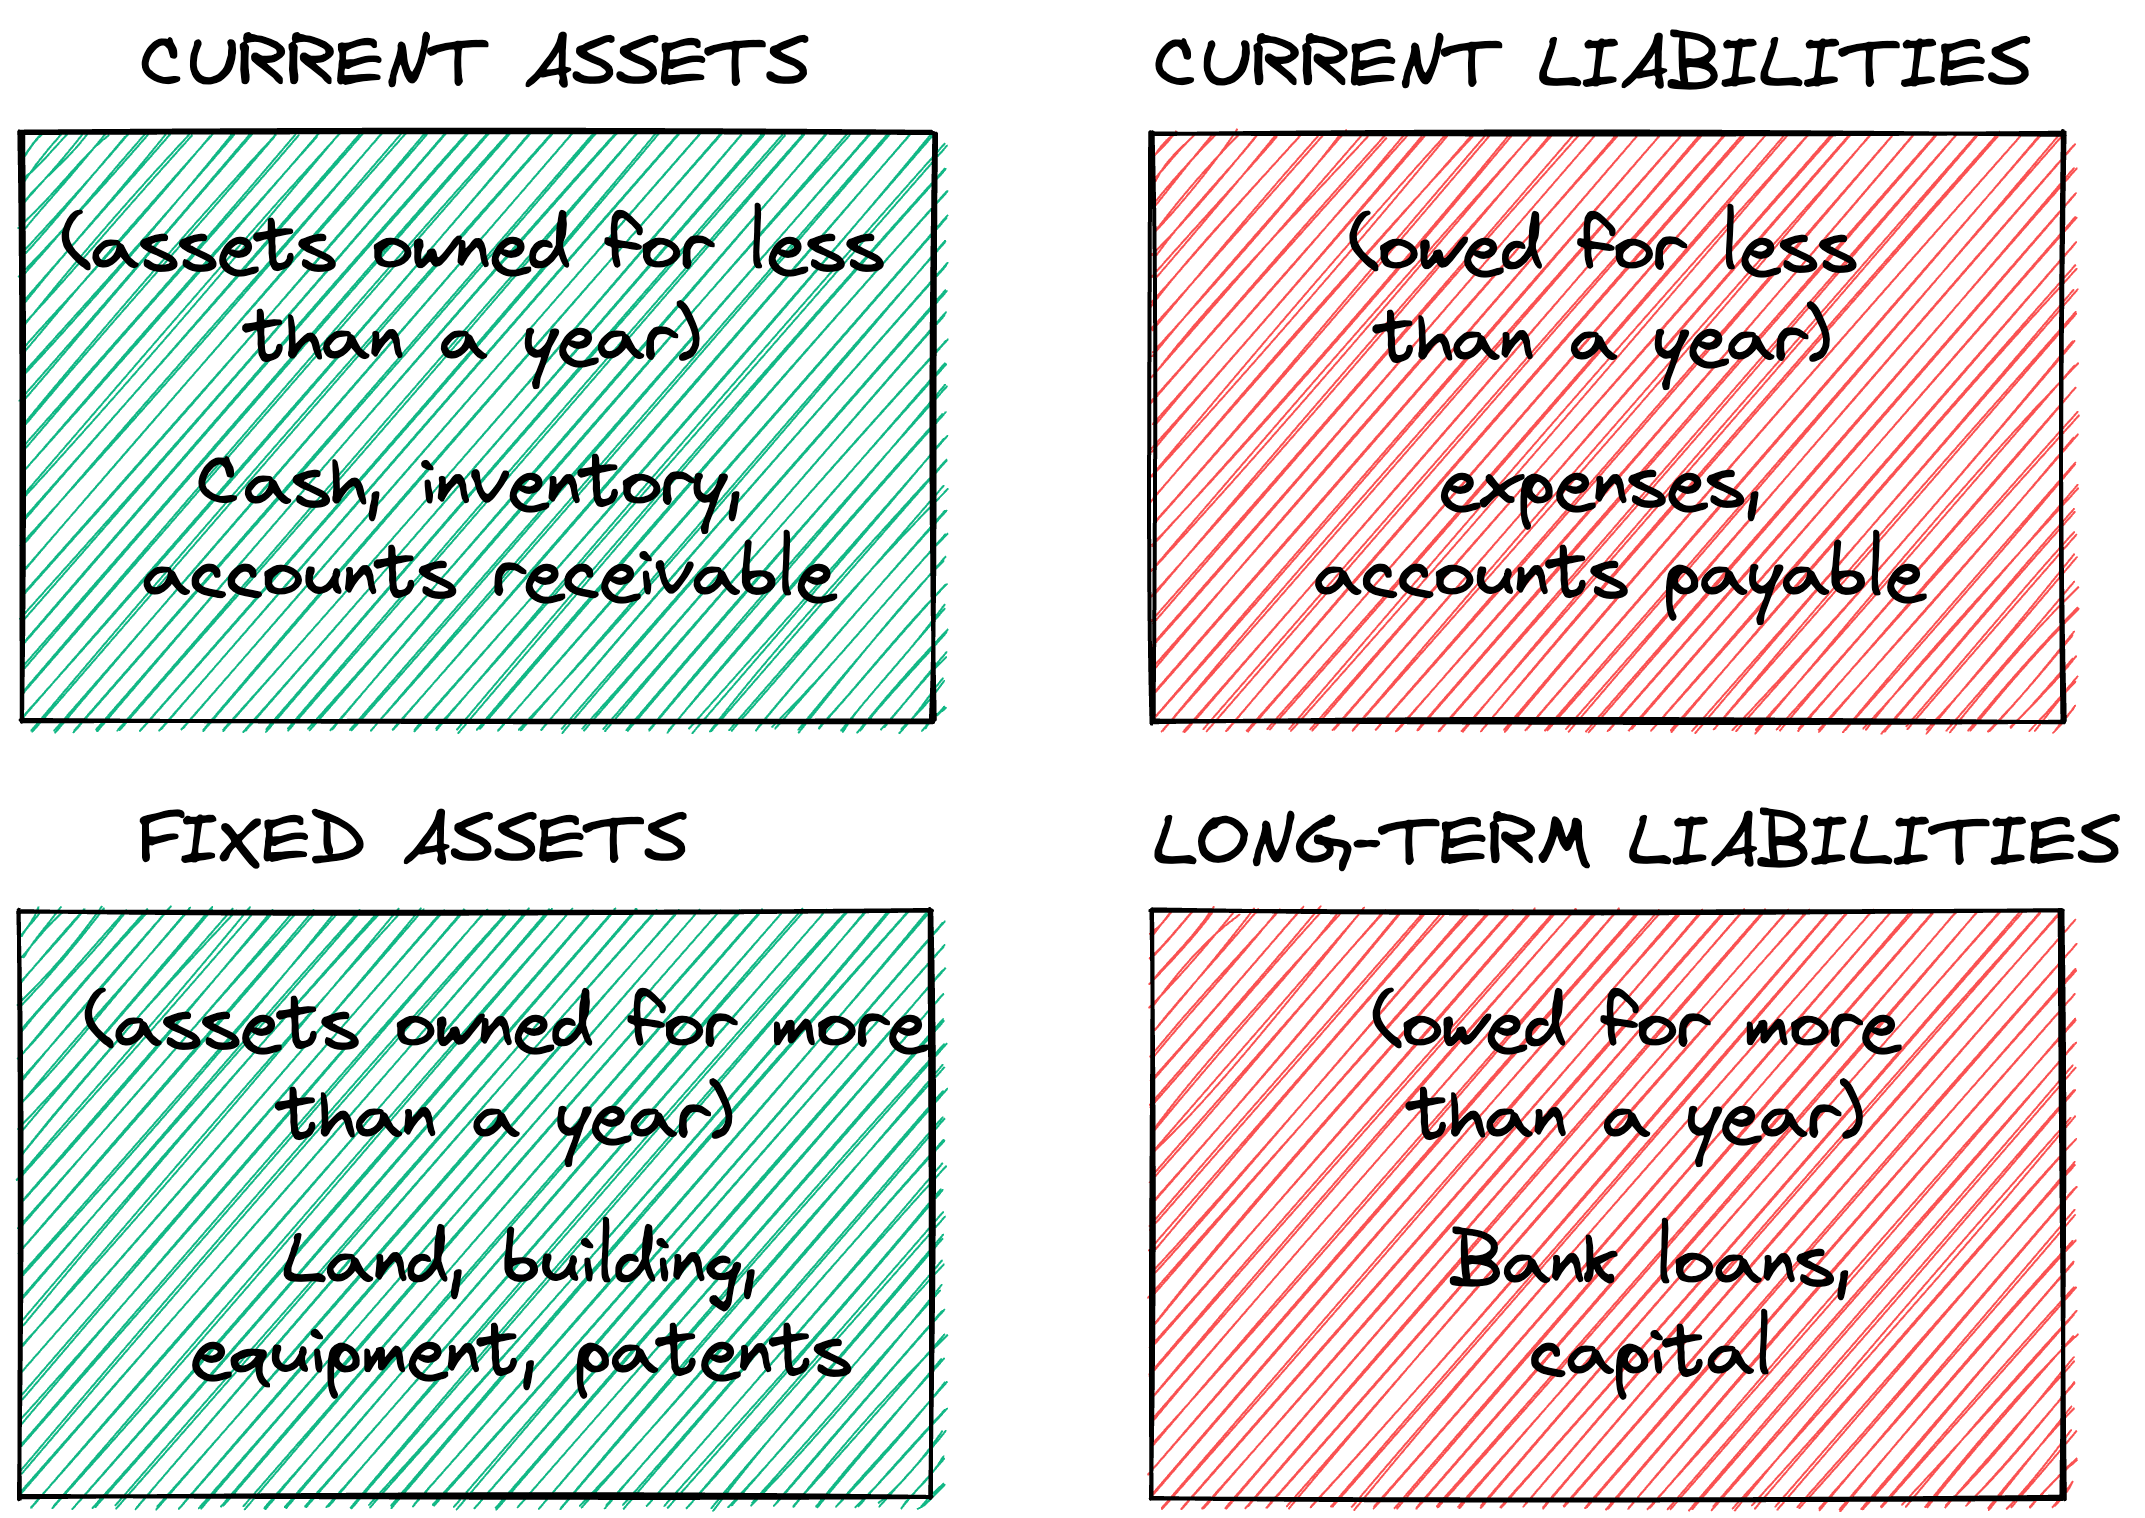 CURRENT ASSETS
(assets owned for less
than a year)
Cash, inventory,
accounts receivable
CURRENT LIABILITIES
(owed for less
than a year)
expenses,
accounts payable
FIXED ASSETS
(assets owned for more
than a year)
Land, building,
equipment, patents
LONG-TERM LIABILITIES
(owed for more
than a year)
Bank loans,
capital